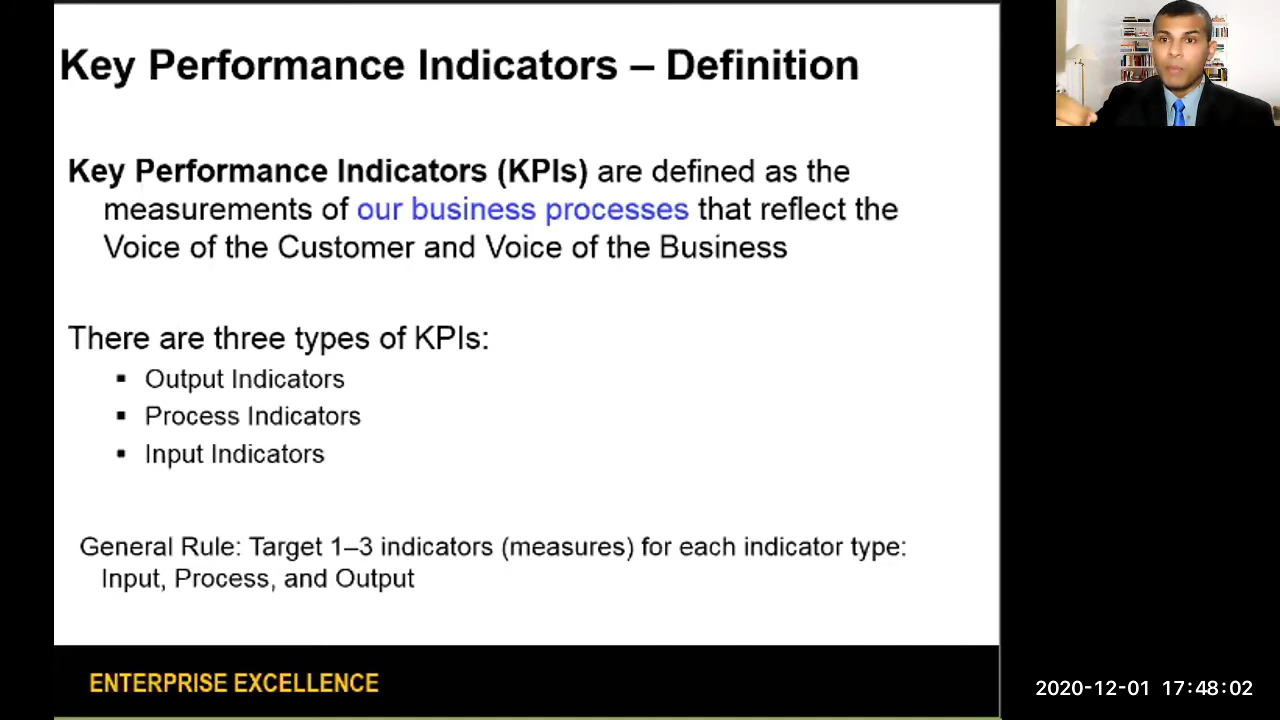 Key Performance Indicators – Definition
Key Performance Indicators (KPIs) are defined as the
measurements of our business processes that reflect the
Voice of the Customer and Voice of the Business
There are three types of KPIs:
▪ Output Indicators
▪ Process Indicators
▪ Input Indicators
General Rule: Target 1–3 indicators (measures) for each indicator type:
Input, Process, and Output
ENTERPRISE EXCELLENCE
2020-12-01 17:48:02